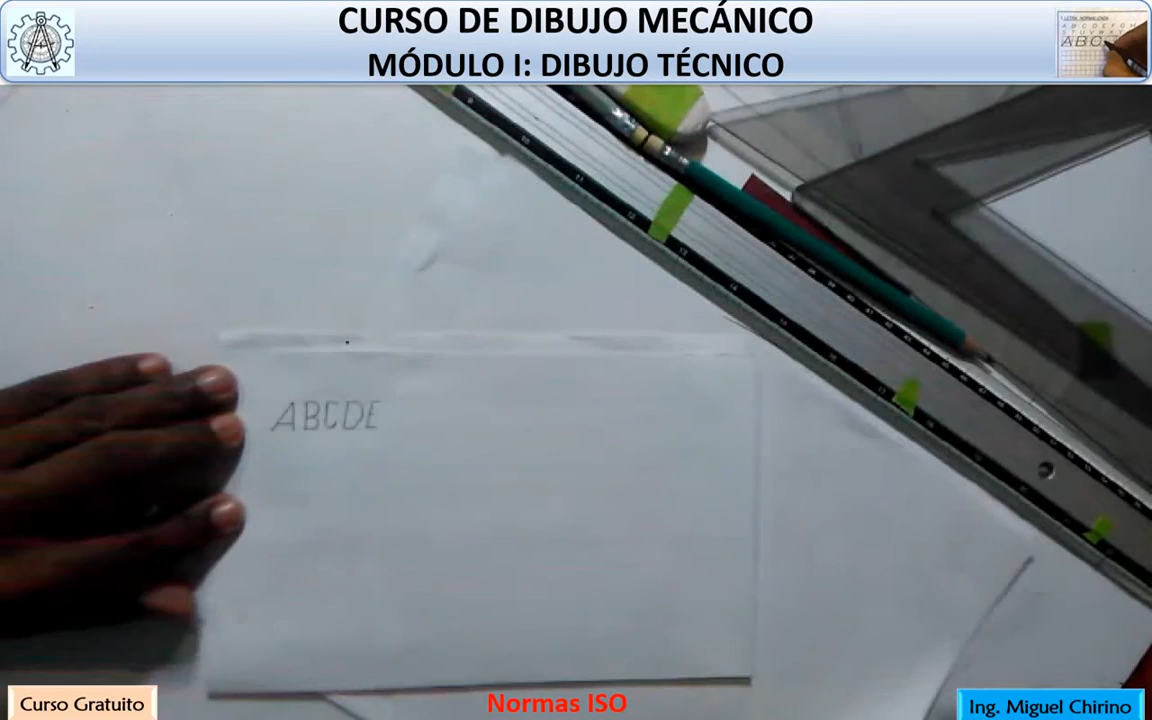 CURSO DE DIBUJO MECÁNICO
MÓDULO I: DIBUJO TÉCNICO
ABCDE
Curso Gratuito
Normas ISO
Ing. Miguel Chirino